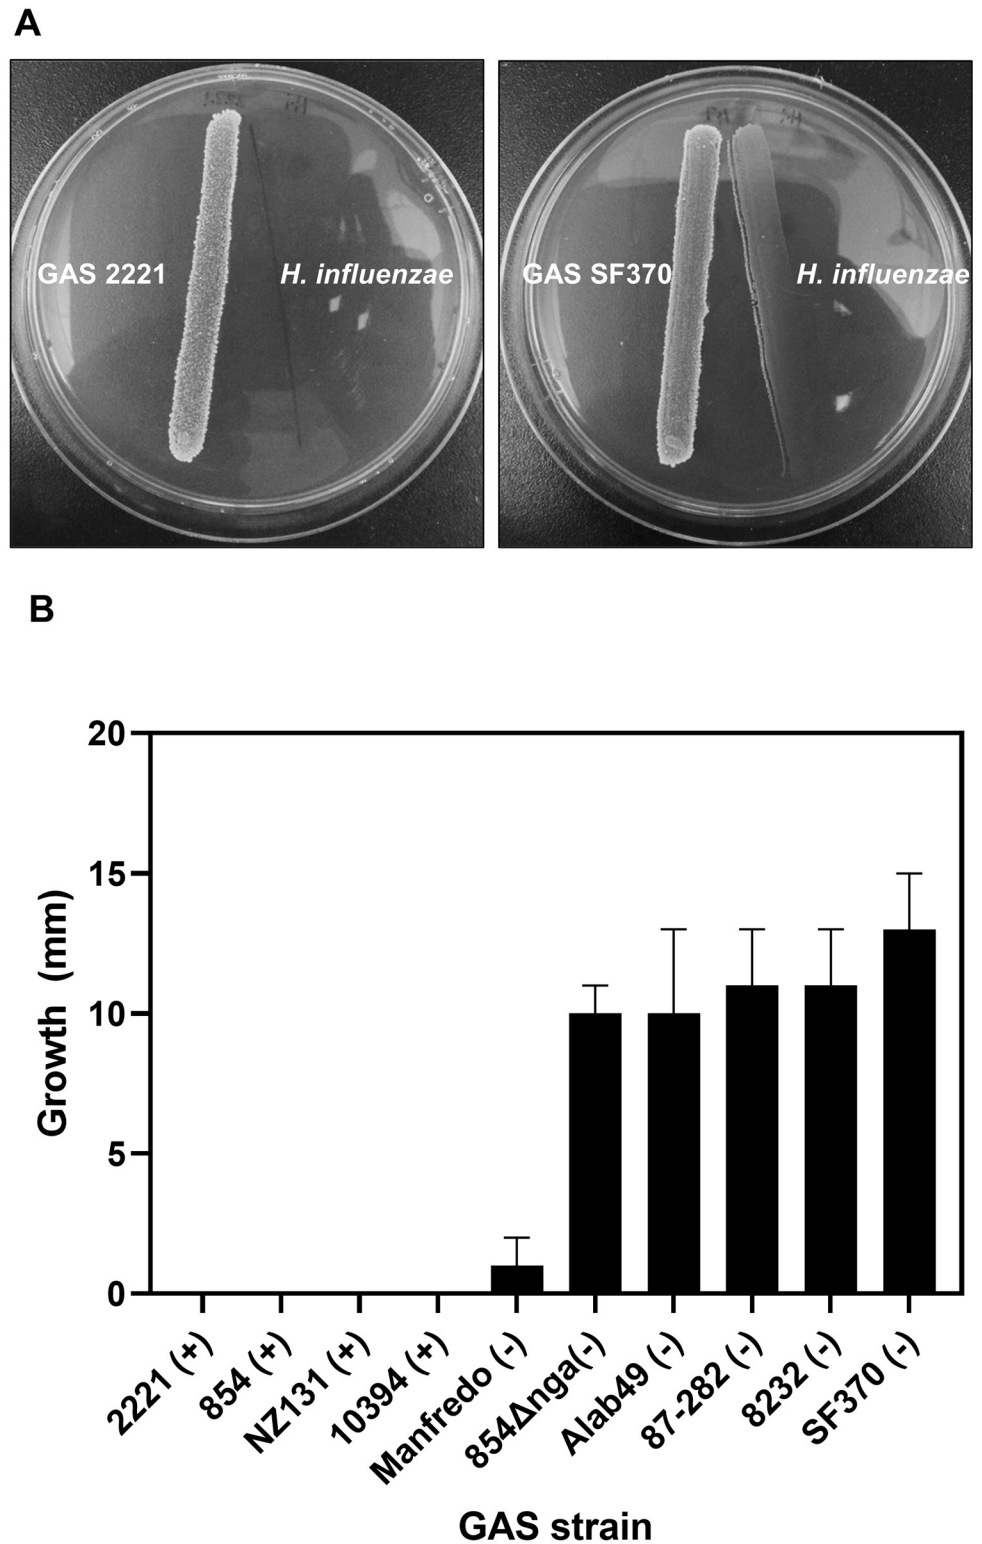 A
GAS 2221
H. influenzae
GAS SF370
H. influenzae
B
20
15
10
5
0
Growth (mm)
2221 (+)
854 (+)
NZ131 (+)
10394 (+)
Manfredo (-)
854Δnga(-)
Alab49 (-)
87-282 (-)
8232 (-)
SF370 (-)
GAS strain